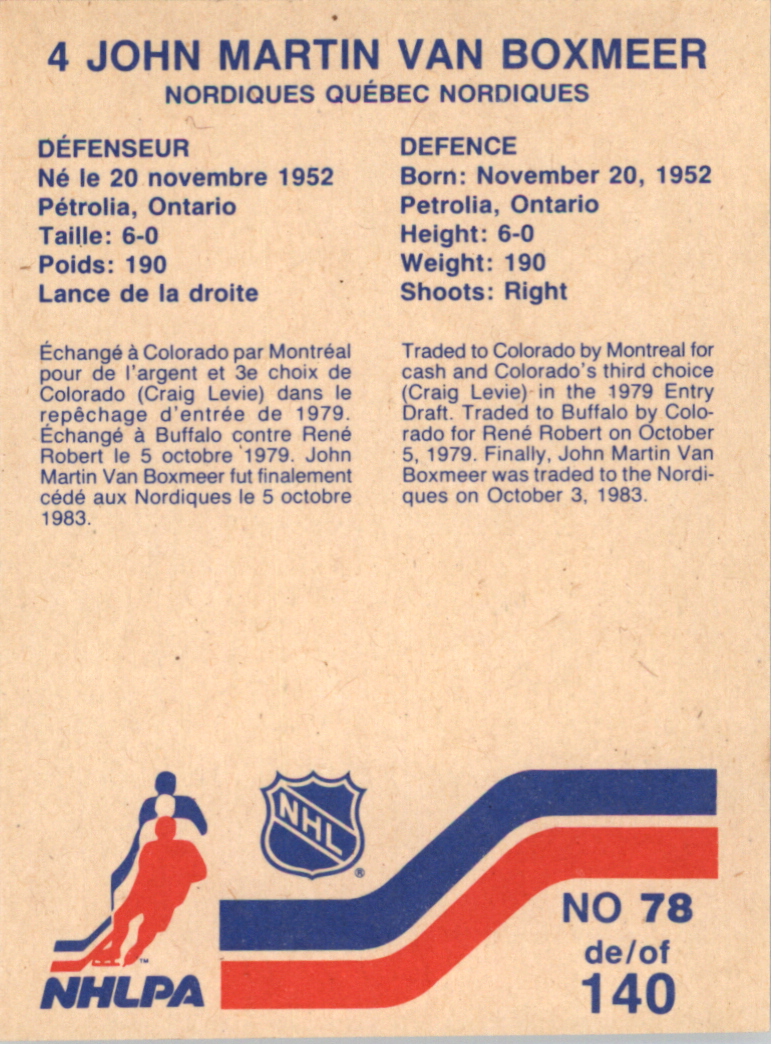 4 JOHN MARTIN VAN BOXMEER
NORDIQUES QUÉBEC NORDIQUES
DÉFENSEUR
Né le 20 novembre 1952
Pétrolia, Ontario
Taille: 6-0
Poids: 190
Lance de la droite
DEFENCE
Born: November 20, 1952
Petrolia, Ontario
Height: 6-0
Weight: 190
Shoots: Right
Échangé à Colorado par Montréal
pour de l'argent et 3e choix de
Colorado (Craig Levie) dans le
repêchage d'entrée de 1979.
Échangé à Buffalo contre René
Robert le 5 octobre 1979. John
Martin Van Boxmeer fut finalement
cédé aux Nordiques le 5 octobre
1983.
Traded to Colorado by Montreal for
cash and Colorado's third choice
(Craig Levie) in the 1979 Entry
Draft. Traded to Buffalo by Colo-
rado for René Robert on October
5, 1979. Finally, John Martin Van
Boxmeer was traded to the Nordi-
ques on October 3, 1983.
NHL
®
™
NHLPA
NO 78
de/of
140